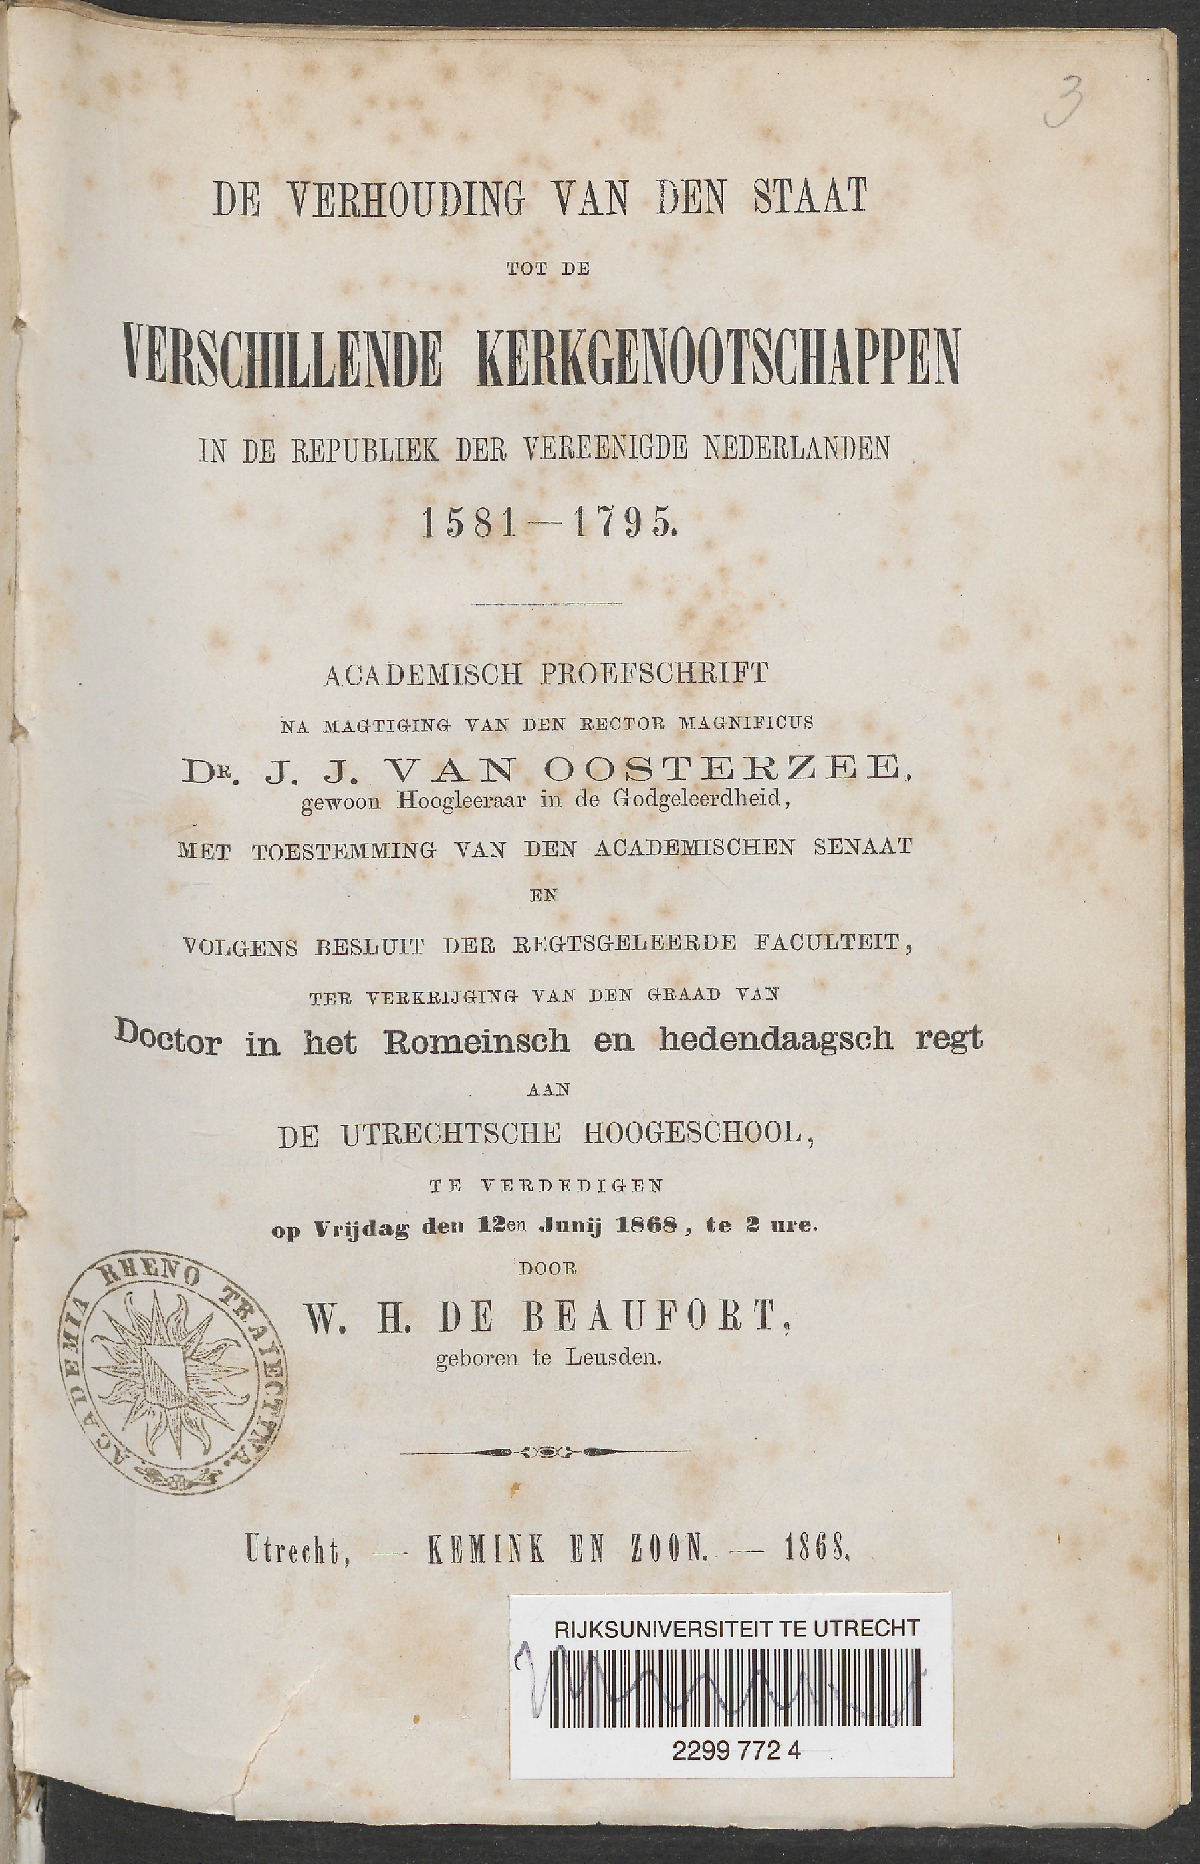 3
DE VERHOUDING VAN DEN STAAT
TOT DE
VERSCHILLENDE KERKGENOOTSCHAPPEN
IN DE REPUBLIEK DER VEREENIGDE NEDERLANDEN
1581—1795.
ACADEMISCH PROEFSCHRIFT
NA MAGTIGING VAN DEN RECTOR MAGNIFICUS
DR. J. J. VAN OOSTERZEE,
gewoon Hoogleeraar in de Godgeleerdheid,
MET TOESTEMMING VAN DEN ACADEMISCHEN SENAAT
EN
VOLGENS BESLUIT DER REGTSGELEERDE FACULTEIT,
TER VERKRIJGING VAN DEN GRAAD VAN
Doctor in het Romeinsch en hedendaagsch regt
AAN
DE UTRECHTSCHE HOOGESCHOOL,
TE VERDEDIGEN
op Vrijdag den 12en Junij 1868, te 2 ure.
DOOR
W. H. DE BEAUFORT,
geboren te Leusden.
ACADEMIA RHENO TRAIECTINA.
Utrecht, — KEMINK EN ZOON. — 1868.
RIJKSUNIVERSITEIT TE UTRECHT
2299 772 4